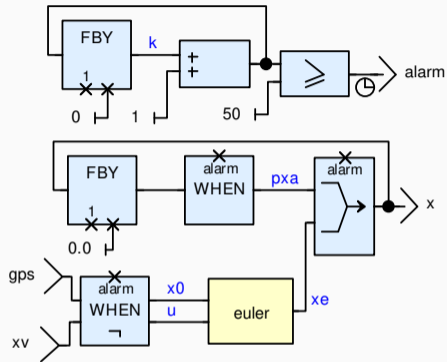 FBY
k
1
+
+
≥
alarm
0
1
50
FBY
alarm
WHEN
pxa
alarm
x
1
0.0
gps
alarm
WHEN
¬
x0
u
euler
xe
xv